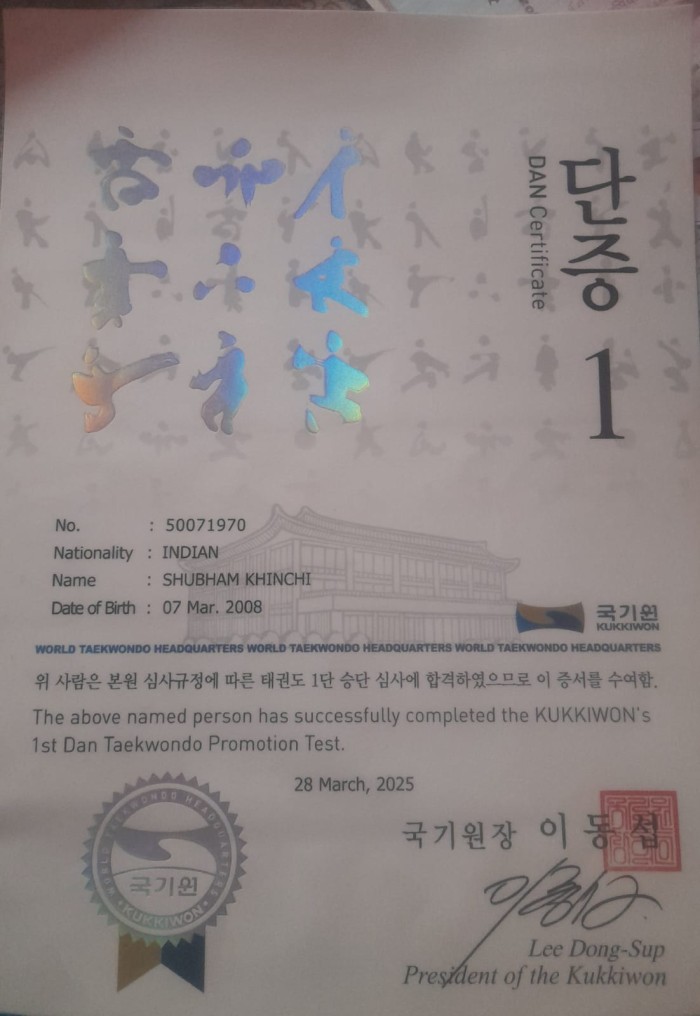 단증 1
DAN Certificate
No. : 50071970
Nationality : INDIAN
Name : SHUBHAM KHINCHI
Date of Birth : 07 Mar. 2008
국기원
KUKKIWON
WORLD TAEKWONDO HEADQUARTERS WORLD TAEKWONDO HEADQUARTERS WORLD TAEKWONDO HEADQUARTERS
위 사람은 본원 심사규정에 따른 태권도 1단 승단 심사에 합격하였으므로 이 증서를 수여함.
The above named person has successfully completed the KUKKIWON's
1st Dan Taekwondo Promotion Test.
28 March, 2025
WORLD TAEKWONDO HEADQUARTERS
국기원
KUKKIWON
국기원장 이동섭
Lee Dong-Sup
President of the Kukkiwon